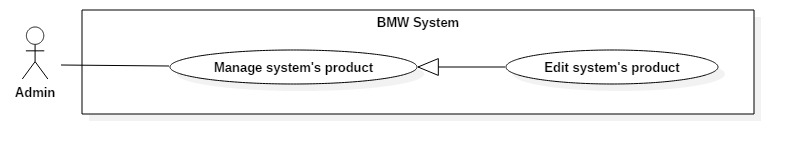 BMW System
Manage system's product
Edit system's product
Admin